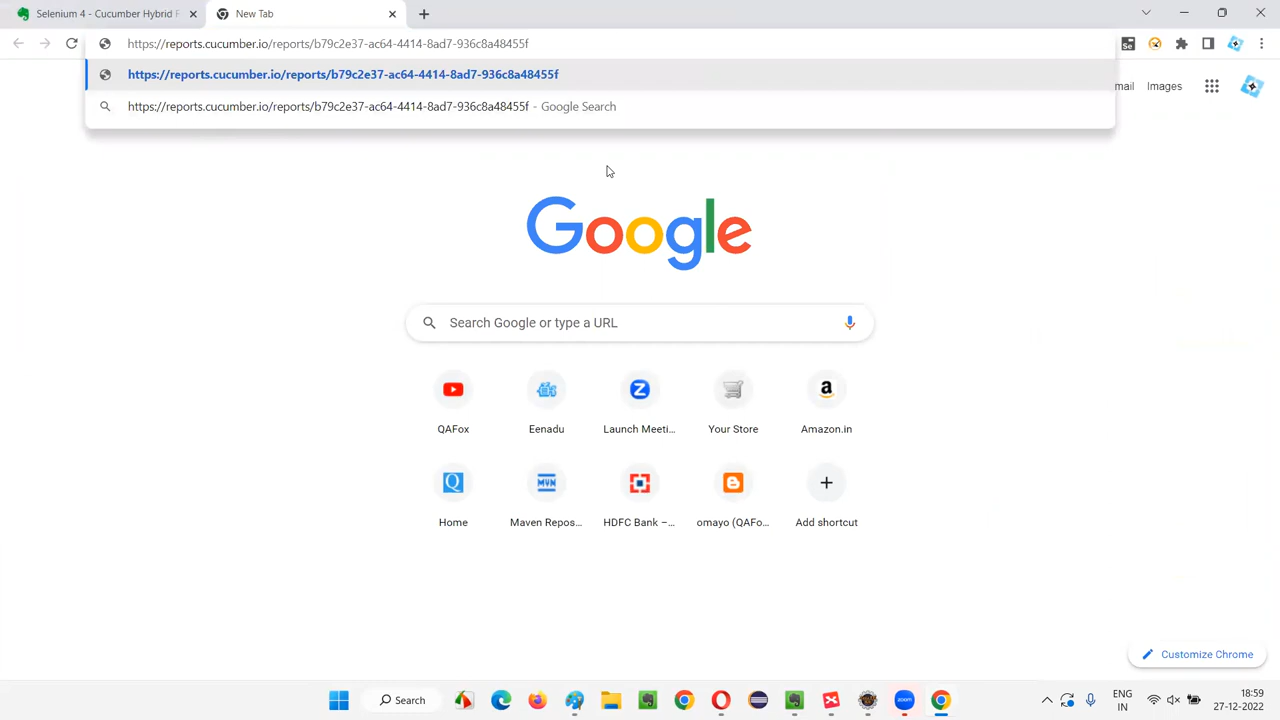 Selenium 4 - Cucumber Hybrid F
New Tab
https://reports.cucumber.io/reports/b79c2e37-ac64-4414-8ad7-936c8a48455f
https://reports.cucumber.io/reports/b79c2e37-ac64-4414-8ad7-936c8a48455f
https://reports.cucumber.io/reports/b79c2e37-ac64-4414-8ad7-936c8a48455f - Google Search
mail Images
Google
Search Google or type a URL
QAFox Eenadu Launch Meeti... Your Store Amazon.in
Home Maven Repos... HDFC Bank –... omayo (QAFo... Add shortcut
Customize Chrome
Search
ENG
IN
18:59
27-12-2022